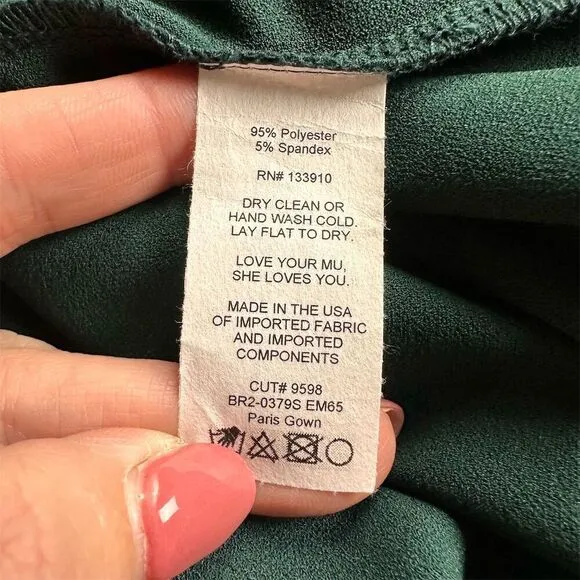 95% Polyester
5% Spandex
RN# 133910
DRY CLEAN OR
HAND WASH COLD.
LAY FLAT TO DRY.
LOVE YOUR MU,
SHE LOVES YOU.
MADE IN THE USA
OF IMPORTED FABRIC
AND IMPORTED
COMPONENTS
CUT# 9598
BR2-0379S EM65
Paris Gown